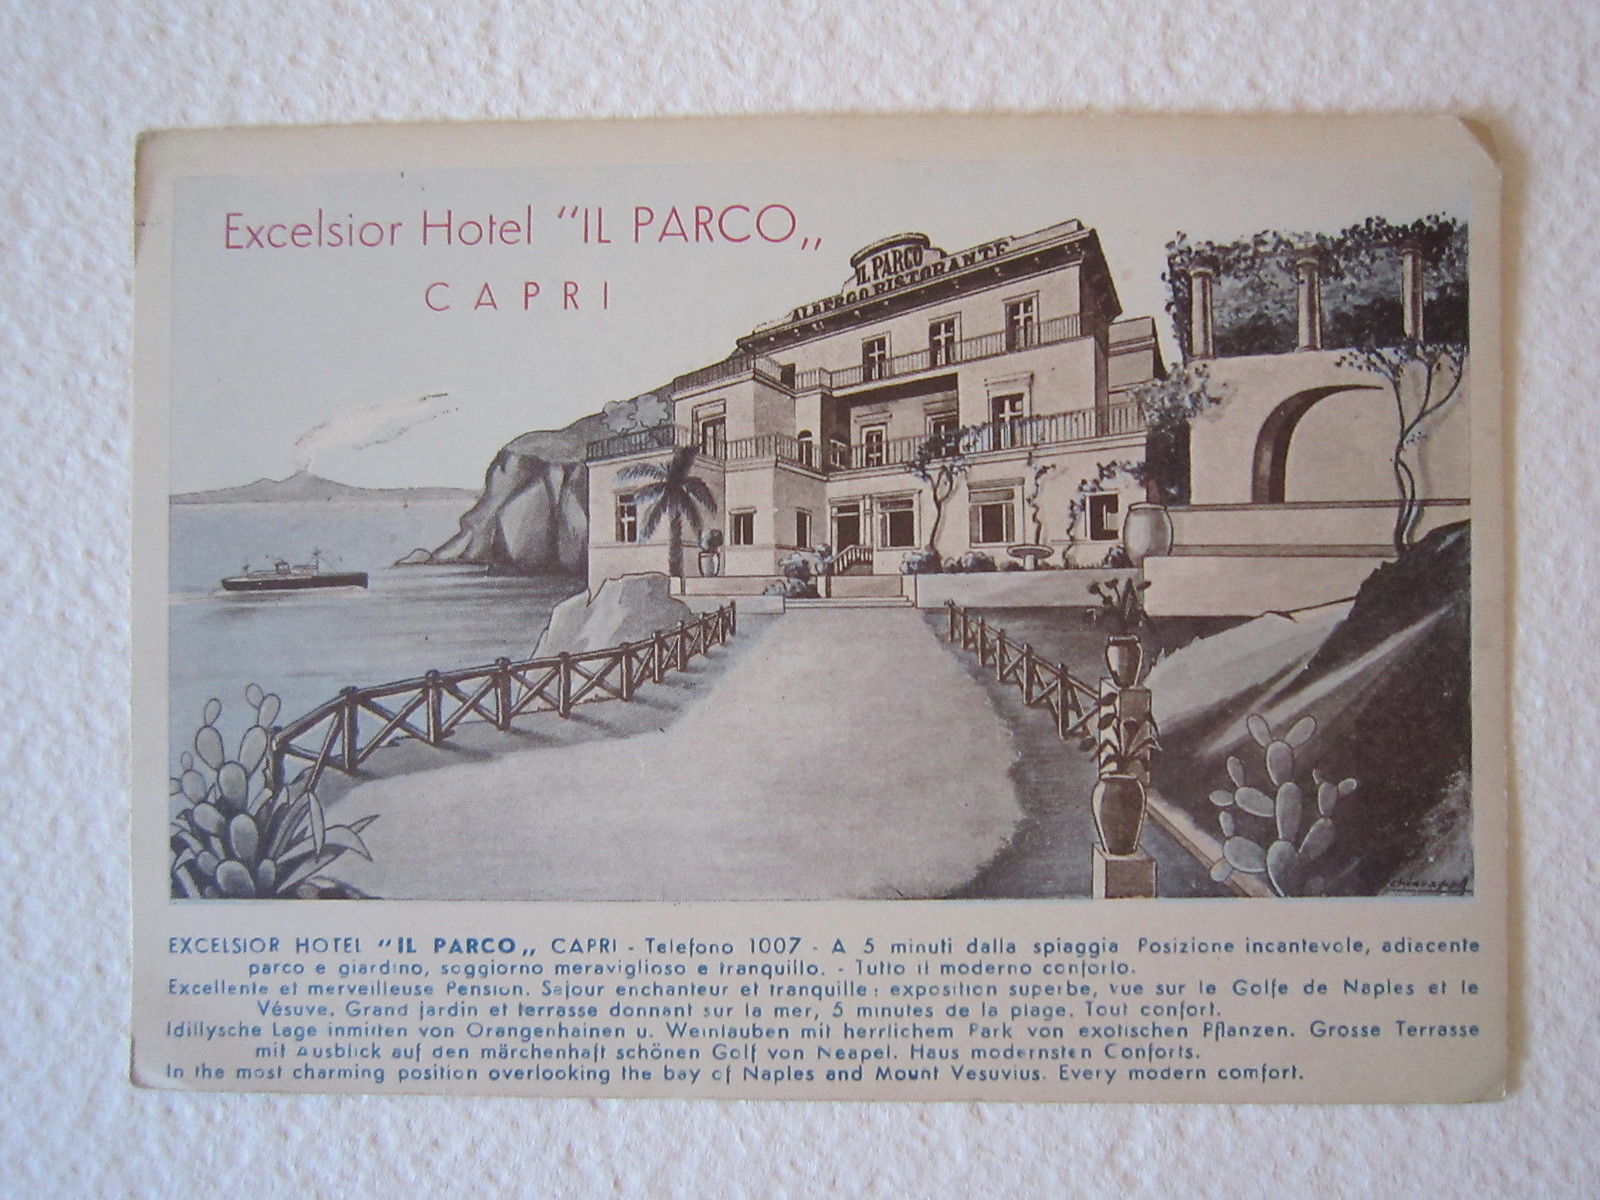 Excelsior Hotel “IL PARCO„
CAPRI
IL PARCO
ALBERGO RISTORANTE
EXCELSIOR HOTEL “IL PARCO„ CAPRI - Telefono 1007 - A 5 minuti dalla spiaggia Posizione incantevole, adiacente
parco e giardino, soggiorno meraviglioso e tranquillo. - Tutto il moderno conforto.
Excellente et merveilleuse Pension. Sejour enchanteur et tranquille; exposition superbe, vue sur le Golfe de Naples et le
Vésuve. Grand jardin et terrasse donnant sur la mer, 5 minutes de la plage. Tout confort.
Idillysche Lage inmitten von Orangenhainen u. Weinlauben mit herrlichem Park von exotischen Pflanzen. Grosse Terrasse
mit Ausblick auf den märchenhaft schönen Golf von Neapel. Haus modernsten Conforts.
In the most charming position overlooking the bay of Naples and Mount Vesuvius. Every modern comfort.